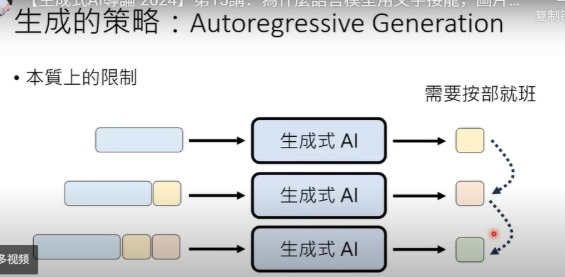 【生成式AI導論 2024】第15講：為什麼語言模型用文字接龍，圖片...
复制链
生成的策略：Autoregressive Generation
• 本質上的限制
需要按部就班
生成式 AI
生成式 AI
生成式 AI
多视频